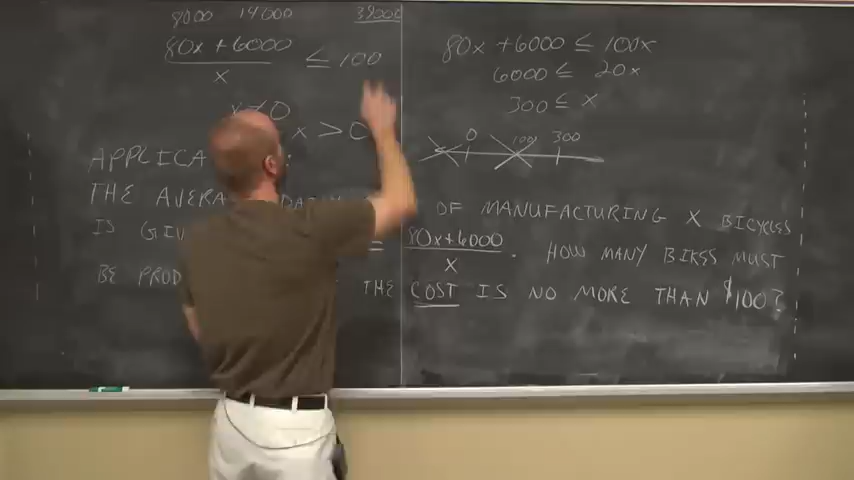 8000 14000 39000
80x + 6000
x
≤ 100
x ≠ 0
x > 0
80x + 6000 ≤ 100x
6000 ≤ 20x
300 ≤ x
0 100 300
APPLICA
THE AVERA DAI OF MANUFACTURING X BICYCLES
IS GIV = 80x+6000
x
. HOW MANY BIKES MUST
BE PROD THE COST IS NO MORE THAN $100?